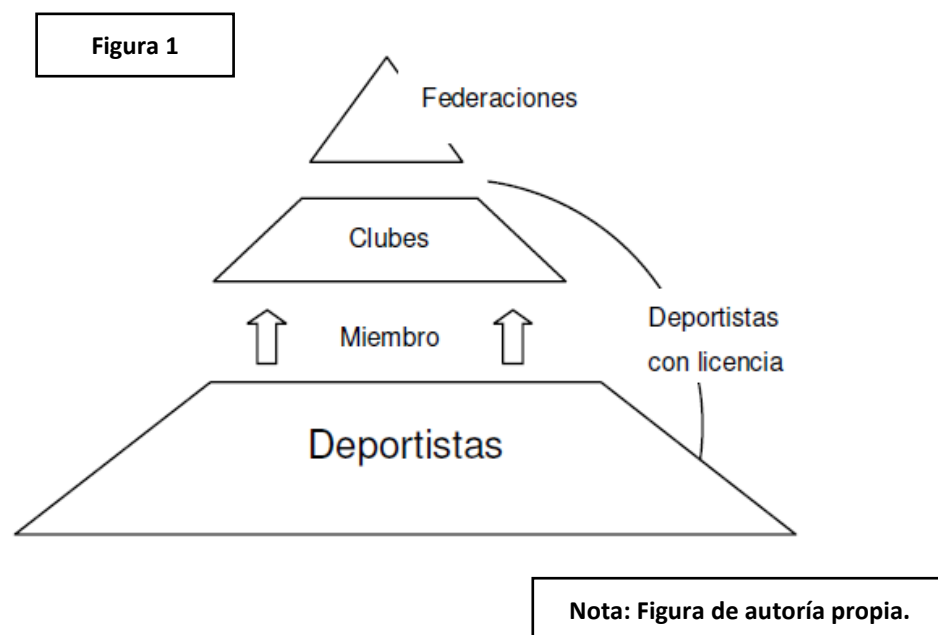 Figura 1
Federaciones
Clubes
Miembro
Deportistas
con licencia
Deportistas
Nota: Figura de autoría propia.